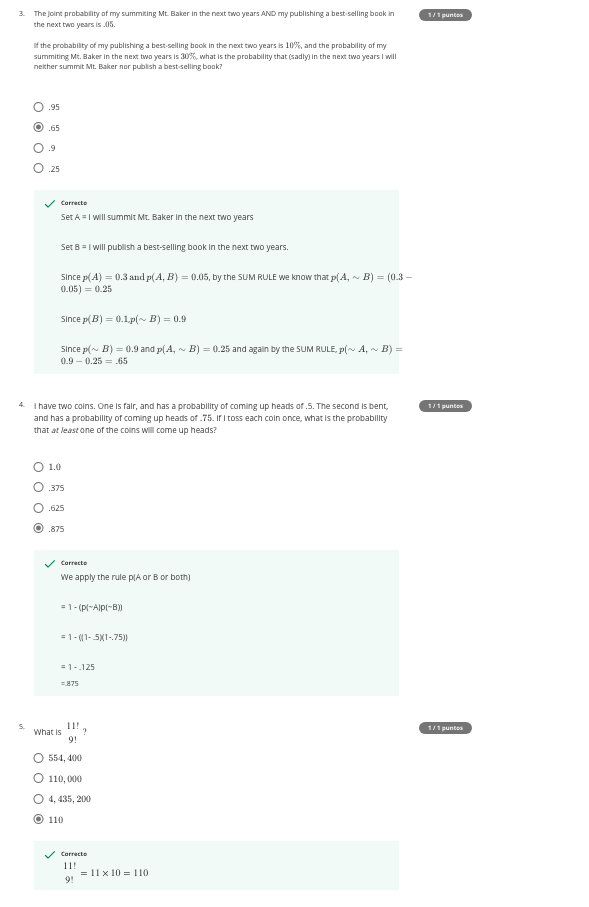 3. The joint probability of my summiting Mt. Baker in the next two years AND my publishing a best-selling book in
the next two years is .05.
1 / 1 puntos
If the probability of my publishing a best-selling book in the next two years is 10%, and the probability of my
summiting Mt. Baker in the next two years is 30%, what is the probability that (sadly) in the next two years I will
neither summit Mt. Baker nor publish a best-selling book?
.95
.65
.9
.25
Correcto
Set A = I will summit Mt. Baker in the next two years
Set B = I will publish a best-selling book in the next two years.
Since p(A) = 0.3 and p(A, B) = 0.05, by the SUM RULE we know that p(A, ∼ B) = (0.3 −
0.05) = 0.25
Since p(B) = 0.1,p(∼ B) = 0.9
Since p(∼ B) = 0.9 and p(A, ∼ B) = 0.25 and again by the SUM RULE, p(∼ A, ∼ B) =
0.9 − 0.25 = .65
4. I have two coins. One is fair, and has a probability of coming up heads of .5. The second is bent,
and has a probability of coming up heads of .75. If I toss each coin once, what is the probability
that at least one of the coins will come up heads?
1 / 1 puntos
1.0
.375
.625
.875
Correcto
We apply the rule p(A or B or both)
= 1 - (p(~A)p(~B))
= 1 - ((1- .5)(1-.75))
= 1 - .125
=.875
5. What is 11!/9! ?
1 / 1 puntos
554, 400
110, 000
4, 435, 200
110
Correcto
11!/9! = 11 × 10 = 110